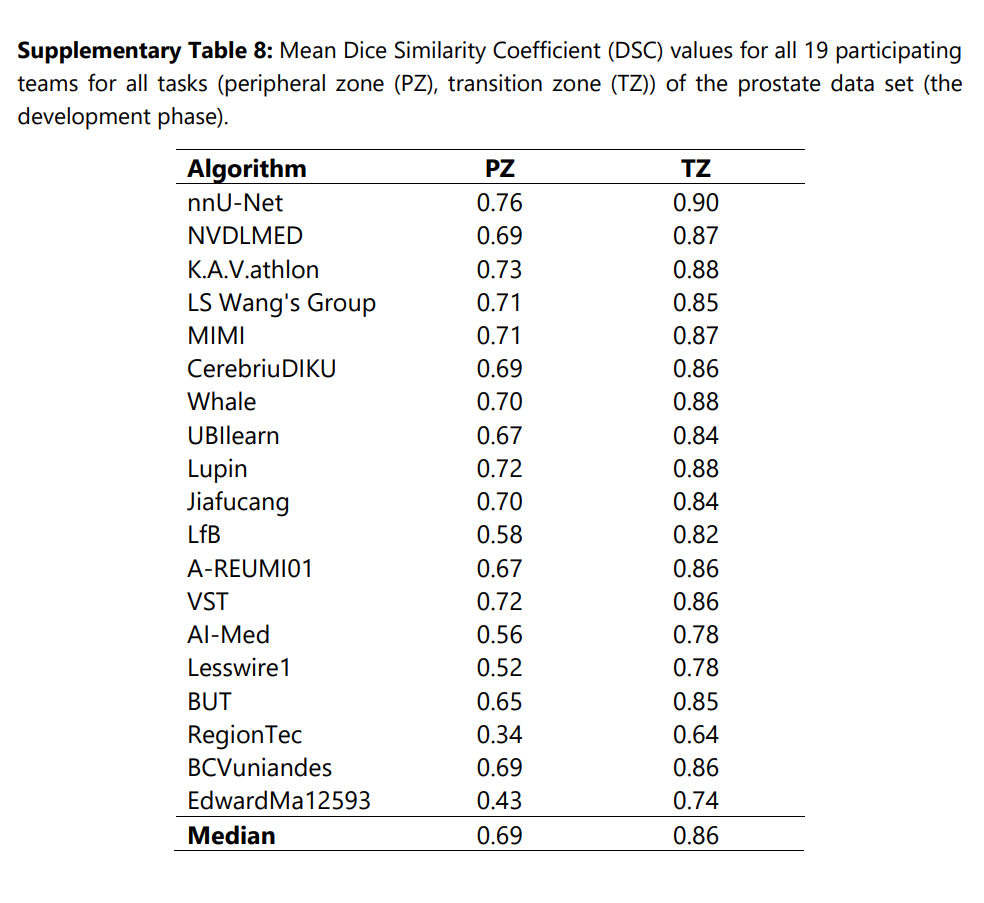 Supplementary Table 8: Mean Dice Similarity Coefficient (DSC) values for all 19 participating
teams for all tasks (peripheral zone (PZ), transition zone (TZ)) of the prostate data set (the
development phase).
Algorithm PZ TZ
nnU-Net 0.76 0.90
NVDLMED 0.69 0.87
K.A.V.athlon 0.73 0.88
LS Wang's Group 0.71 0.85
MIMI 0.71 0.87
CerebriuDIKU 0.69 0.86
Whale 0.70 0.88
UBIlearn 0.67 0.84
Lupin 0.72 0.88
Jiafucang 0.70 0.84
LfB 0.58 0.82
A-REUMI01 0.67 0.86
VST 0.72 0.86
AI-Med 0.56 0.78
Lesswire1 0.52 0.78
BUT 0.65 0.85
RegionTec 0.34 0.64
BCVuniandes 0.69 0.86
EdwardMa12593 0.43 0.74
Median 0.69 0.86